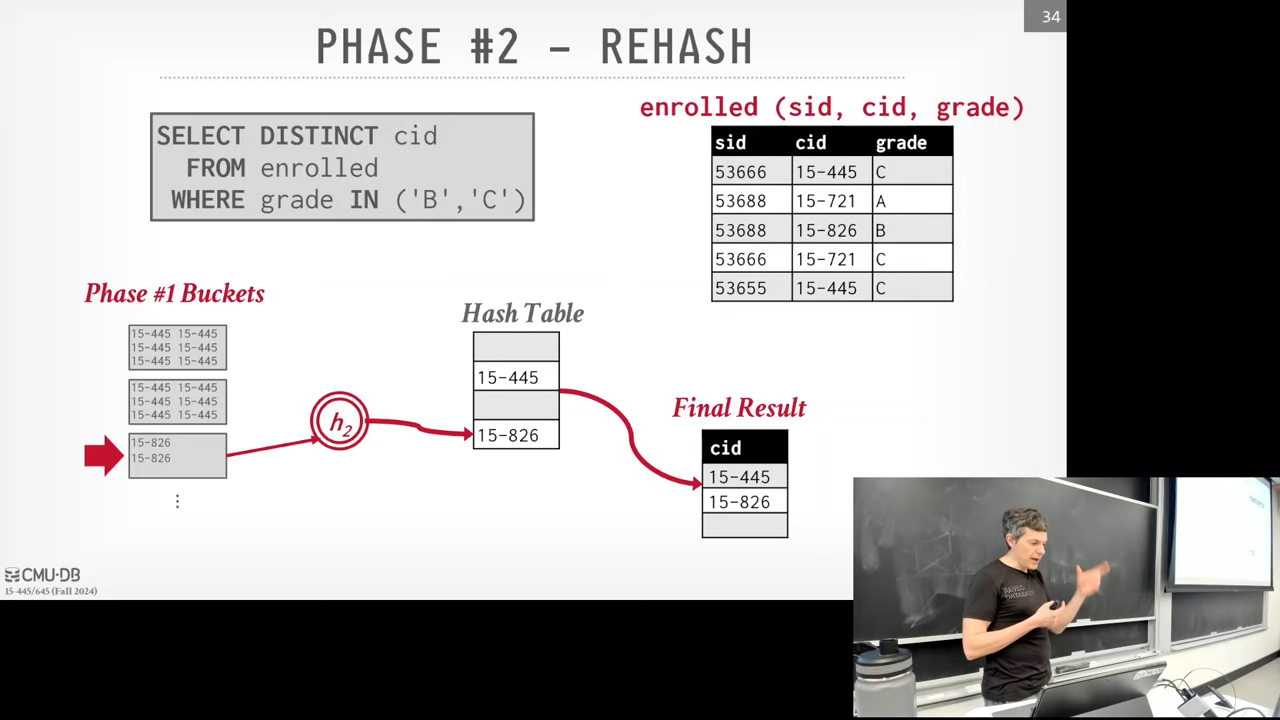 34
PHASE #2 – REHASH
SELECT DISTINCT cid
FROM enrolled
WHERE grade IN ('B','C')
enrolled (sid, cid, grade)
sid cid grade
53666 15-445 C
53688 15-721 A
53688 15-826 B
53666 15-721 C
53655 15-445 C
Phase #1 Buckets
15-445 15-445
15-445 15-445
15-445 15-445
15-445 15-445
15-445 15-445
15-445 15-445
15-826
15-826
⋮
h2
Hash Table
15-445
15-826
Final Result
cid
15-445
15-826
CMU·DB
15-445/645 (Fall 2024)